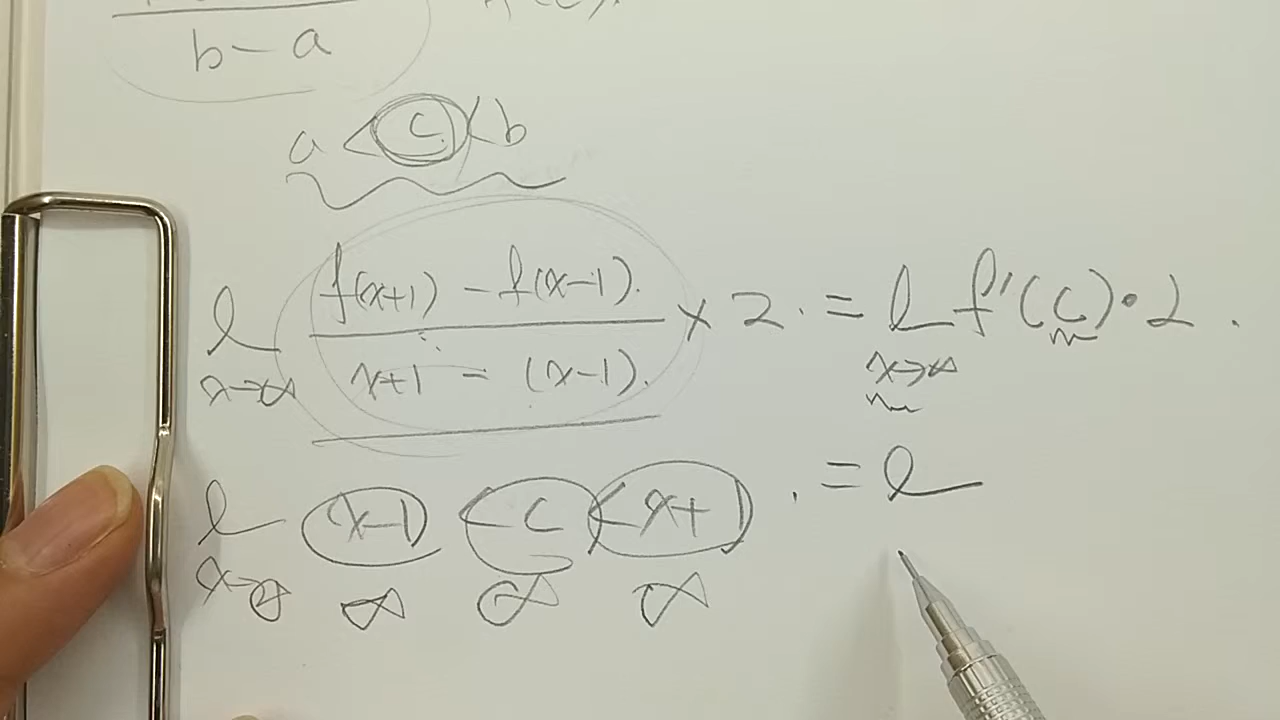 b - a
a < c < b
l x→∞ f(x+1) - f(x-1). / x+1 - (x-1). × 2. = l x→∞ f'(c)·2.
l x→∞ x-1 < c < x+1 . = l
∞ ∞ ∞